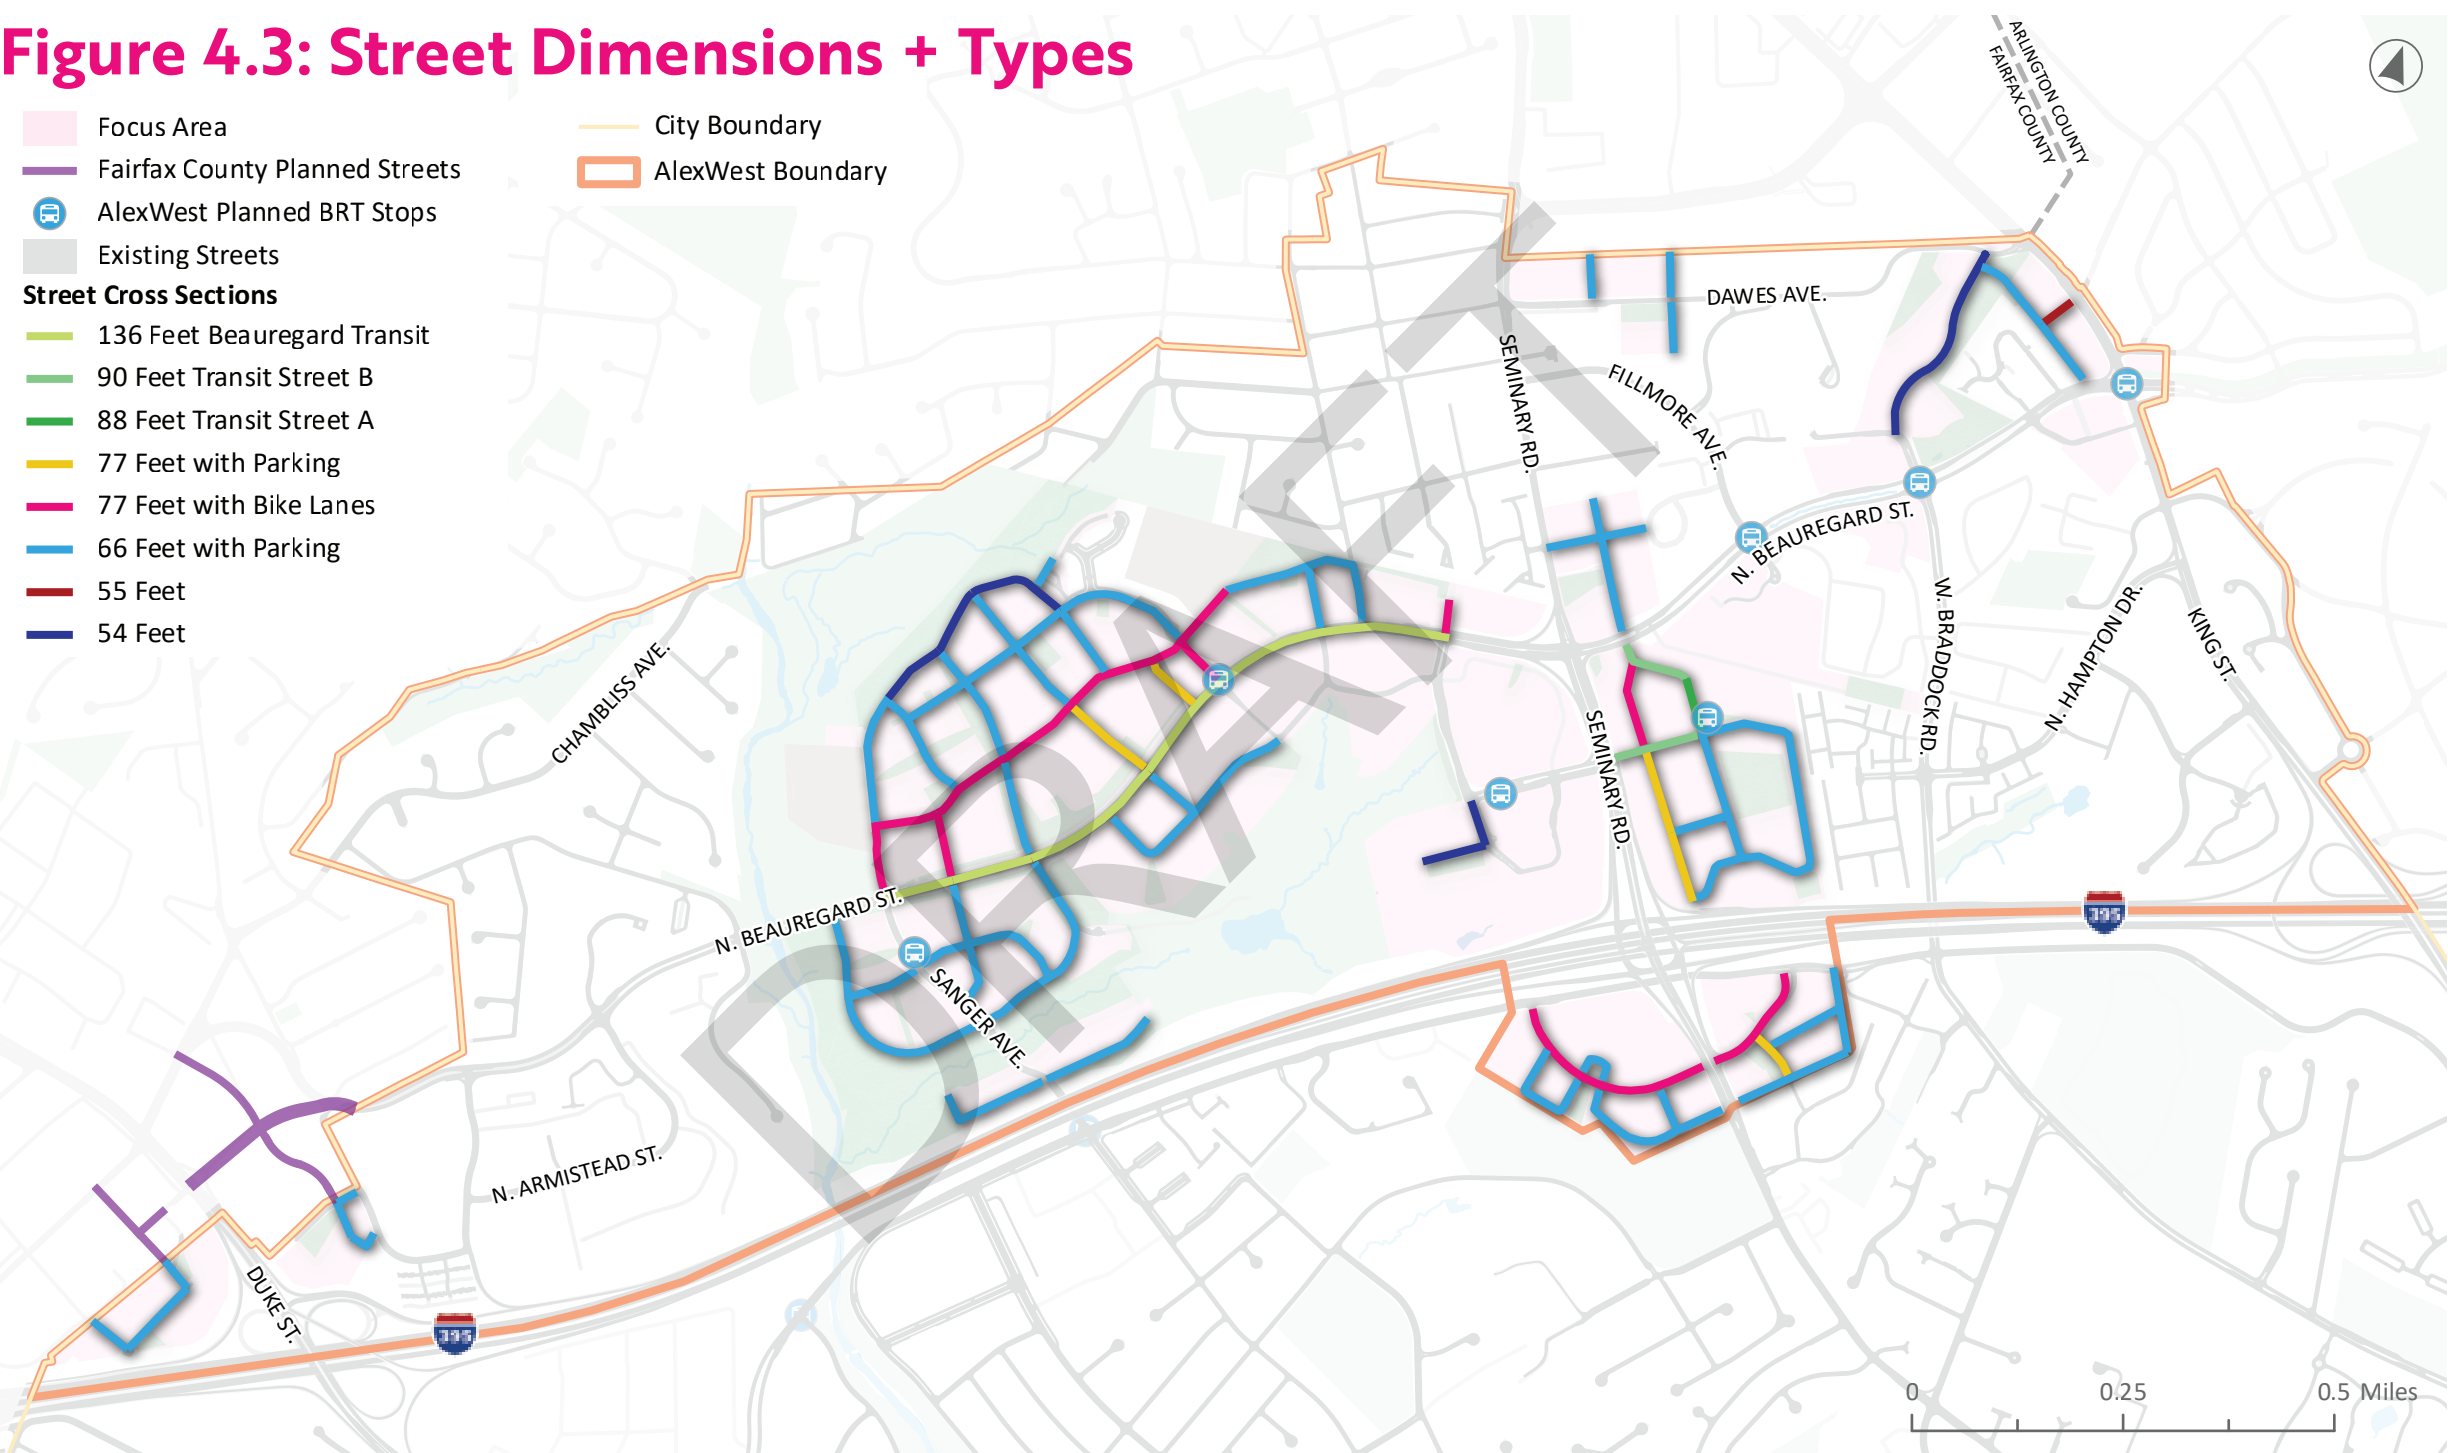 Figure 4.3: Street Dimensions + Types
Focus Area
Fairfax County Planned Streets
AlexWest Planned BRT Stops
Existing Streets
City Boundary
AlexWest Boundary
Street Cross Sections
136 Feet Beauregard Transit
90 Feet Transit Street B
88 Feet Transit Street A
77 Feet with Parking
77 Feet with Bike Lanes
66 Feet with Parking
55 Feet
54 Feet
ARLINGTON COUNTY
FAIRFAX COUNTY
DAWES AVE.
SEMINARY RD.
FILLMORE AVE.
N. BEAUREGARD ST.
W. BRADDOCK RD.
N. HAMPTON DR.
KING ST.
CHAMBLISS AVE.
SEMINARY RD.
N. BEAUREGARD ST.
SANGER AVE.
395
N. ARMISTEAD ST.
DUKE ST.
395
DRAFT
0 0.25 0.5 Miles